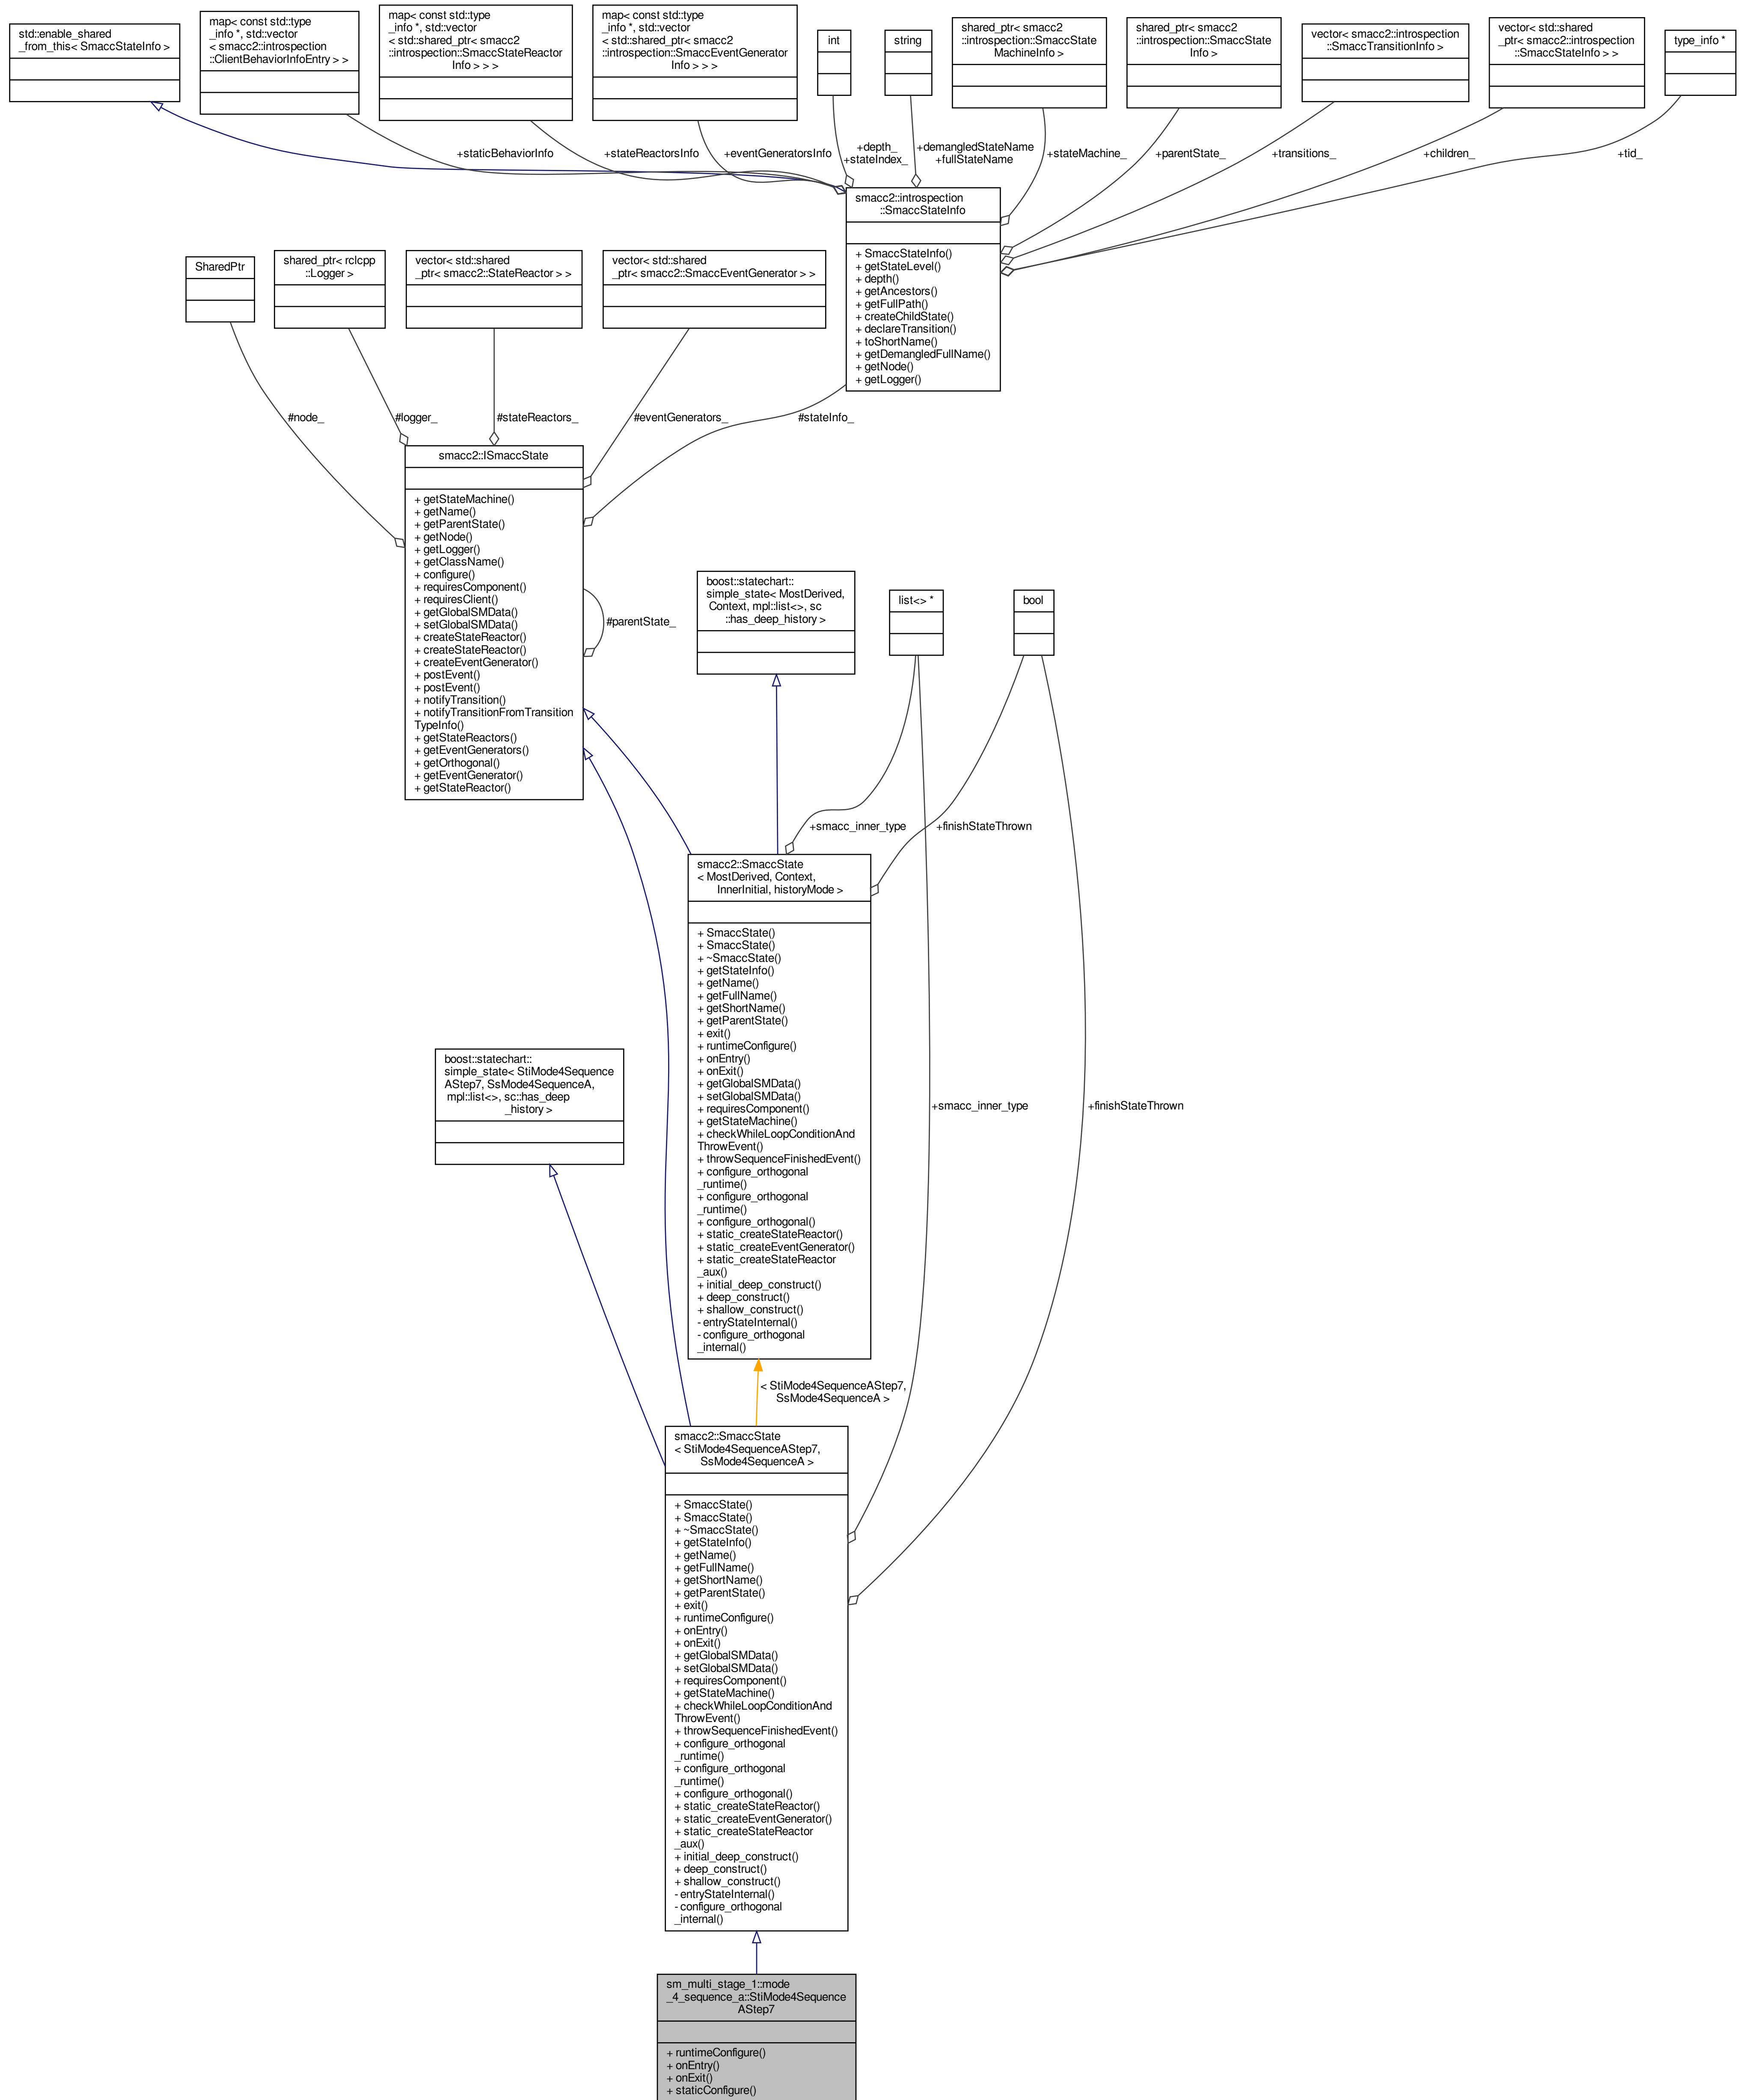 std::enable_shared
_from_this< SmaccStateInfo >
map< const std::type
_info *, std::vector
< smacc2::introspection
::ClientBehaviorInfoEntry > >
map< const std::type
_info *, std::vector
< std::shared_ptr< smacc2
::introspection::SmaccStateReactor
Info > > >
map< const std::type
_info *, std::vector
< std::shared_ptr< smacc2
::introspection::SmaccEventGenerator
Info > > >
int
string
shared_ptr< smacc2
::introspection::SmaccState
MachineInfo >
shared_ptr< smacc2
::introspection::SmaccState
Info >
vector< smacc2::introspection
::SmaccTransitionInfo >
vector< std::shared
_ptr< smacc2::introspection
::SmaccStateInfo > >
type_info *
+staticBehaviorInfo
+stateReactorsInfo
+eventGeneratorsInfo
+depth_
+stateIndex_
+demangledStateName
+fullStateName
+stateMachine_
+parentState_
+transitions_
+children_
+tid_
smacc2::introspection
::SmaccStateInfo
+ SmaccStateInfo()
+ getStateLevel()
+ depth()
+ getAncestors()
+ getFullPath()
+ createChildState()
+ declareTransition()
+ toShortName()
+ getDemangledFullName()
+ getNode()
+ getLogger()
SharedPtr
shared_ptr< rclcpp
::Logger >
vector< std::shared
_ptr< smacc2::StateReactor > >
vector< std::shared
_ptr< smacc2::SmaccEventGenerator > >
#node_
#logger_
#stateReactors_
#eventGenerators_
#stateInfo_
smacc2::ISmaccState
+ getStateMachine()
+ getName()
+ getParentState()
+ getNode()
+ getLogger()
+ getClassName()
+ configure()
+ requiresComponent()
+ requiresClient()
+ getGlobalSMData()
+ setGlobalSMData()
+ createStateReactor()
+ createStateReactor()
+ createEventGenerator()
+ postEvent()
+ postEvent()
+ notifyTransition()
+ notifyTransitionFromTransition
TypeInfo()
+ getStateReactors()
+ getEventGenerators()
+ getOrthogonal()
+ getEventGenerator()
+ getStateReactor()
#parentState_
boost::statechart::
simple_state< MostDerived,
Context, mpl::list<>, sc
::has_deep_history >
list<> *
bool
+smacc_inner_type
+finishStateThrown
smacc2::SmaccState
< MostDerived, Context,
InnerInitial, historyMode >
+ SmaccState()
+ SmaccState()
+ ~SmaccState()
+ getStateInfo()
+ getName()
+ getFullName()
+ getShortName()
+ getParentState()
+ exit()
+ runtimeConfigure()
+ onEntry()
+ onExit()
+ getGlobalSMData()
+ setGlobalSMData()
+ requiresComponent()
+ getStateMachine()
+ checkWhileLoopConditionAnd
ThrowEvent()
+ throwSequenceFinishedEvent()
+ configure_orthogonal
_runtime()
+ configure_orthogonal
_runtime()
+ configure_orthogonal()
+ static_createStateReactor()
+ static_createEventGenerator()
+ static_createStateReactor
_aux()
+ initial_deep_construct()
+ deep_construct()
+ shallow_construct()
- entryStateInternal()
- configure_orthogonal
_internal()
boost::statechart::
simple_state< StiMode4Sequence
AStep7, SsMode4SequenceA,
mpl::list<>, sc::has_deep
_history >
+smacc_inner_type
+finishStateThrown
< StiMode4SequenceAStep7,
SsMode4SequenceA >
smacc2::SmaccState
< StiMode4SequenceAStep7,
SsMode4SequenceA >
+ SmaccState()
+ SmaccState()
+ ~SmaccState()
+ getStateInfo()
+ getName()
+ getFullName()
+ getShortName()
+ getParentState()
+ exit()
+ runtimeConfigure()
+ onEntry()
+ onExit()
+ getGlobalSMData()
+ setGlobalSMData()
+ requiresComponent()
+ getStateMachine()
+ checkWhileLoopConditionAnd
ThrowEvent()
+ throwSequenceFinishedEvent()
+ configure_orthogonal
_runtime()
+ configure_orthogonal
_runtime()
+ configure_orthogonal()
+ static_createStateReactor()
+ static_createEventGenerator()
+ static_createStateReactor
_aux()
+ initial_deep_construct()
+ deep_construct()
+ shallow_construct()
- entryStateInternal()
- configure_orthogonal
_internal()
sm_multi_stage_1::mode
_4_sequence_a::StiMode4Sequence
AStep7
+ runtimeConfigure()
+ onEntry()
+ onExit()
+ staticConfigure()